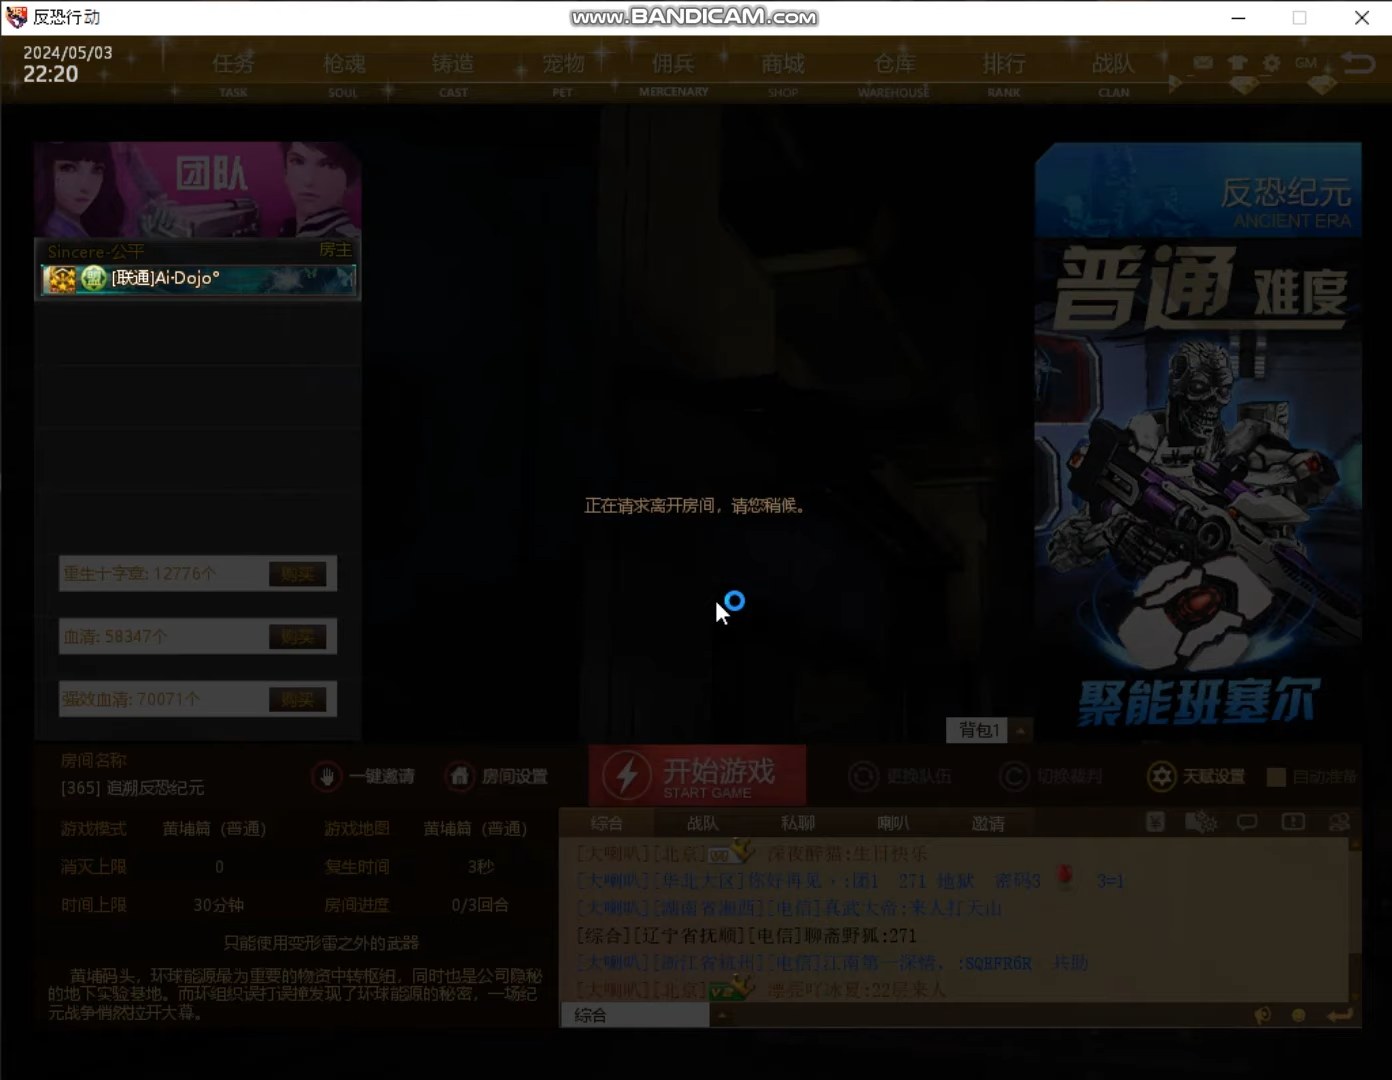 反恐行动
www.BANDICAM.com
2024/05/03
22:20
任务 枪魂 铸造 宠物 佣兵 商城 仓库 排行 战队 GM
TASK SOUL CAST PET MERCENARY SHOP WAREHOUSE RANK CLAN
团队
Sincere-公平 房主
盟 [联通]Ai·Dojo°
重生十字章: 12776个 购买
血清: 58347个 购买
强效血清: 70071个 购买
正在请求离开房间，请您稍候。
反恐纪元
ANCIENT ERA
普通 难度
聚能班塞尔
背包1
房间名称
[365] 追溯反恐纪元
一键邀请 房间设置
开始游戏
START GAME
更换队伍 切换裁判 天赋设置 自动准备
游戏模式 黄埔篇（普通） 游戏地图 黄埔篇（普通）
消灭上限 0 复生时间 3秒
时间上限 30分钟 房间进度 0/3回合
只能使用变形雷之外的武器
黄埔码头，环球能源最为重要的物资中转枢纽，同时也是公司隐秘
的地下实验基地。而环组织误打误撞发现了环球能源的秘密，一场纪
元战争悄然拉开大幕。
综合 战队 私聊 喇叭 邀请
[大喇叭][北京] 深夜醉猫:生日快乐
[大喇叭][华北大区]你好再见丶:团1 271 地狱 密码3 3=1
[大喇叭][湖南省湘西][电信]真武大帝:来人打天山
[综合][辽宁省抚顺][电信]聊斋野狐:271
[大喇叭][浙江省杭州][电信]江南第一深情，:SQHFR6R 共助
[大喇叭][北京] 漂亮吖冰夏:22层来人
综合